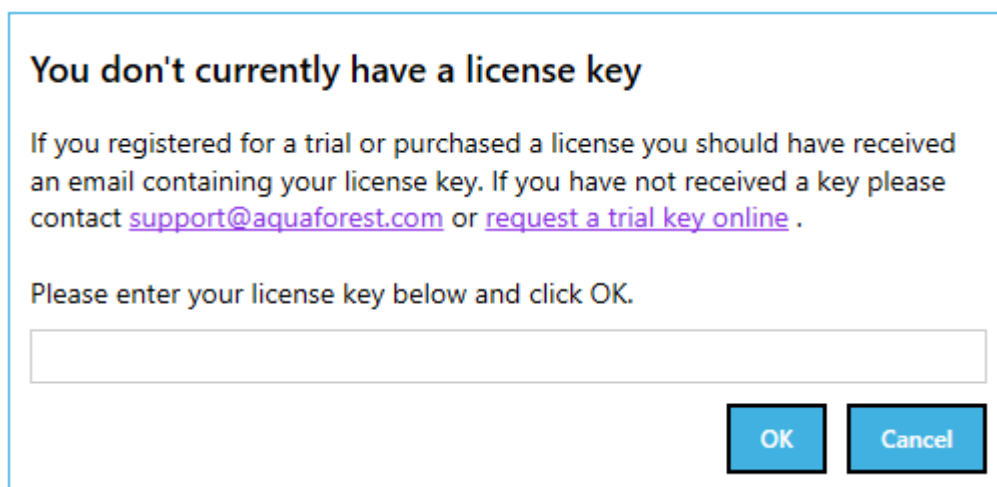 You don't currently have a license key
If you registered for a trial or purchased a license you should have received
an email containing your license key. If you have not received a key please
contact support@aquaforest.com or request a trial key online .
Please enter your license key below and click OK.
OK Cancel